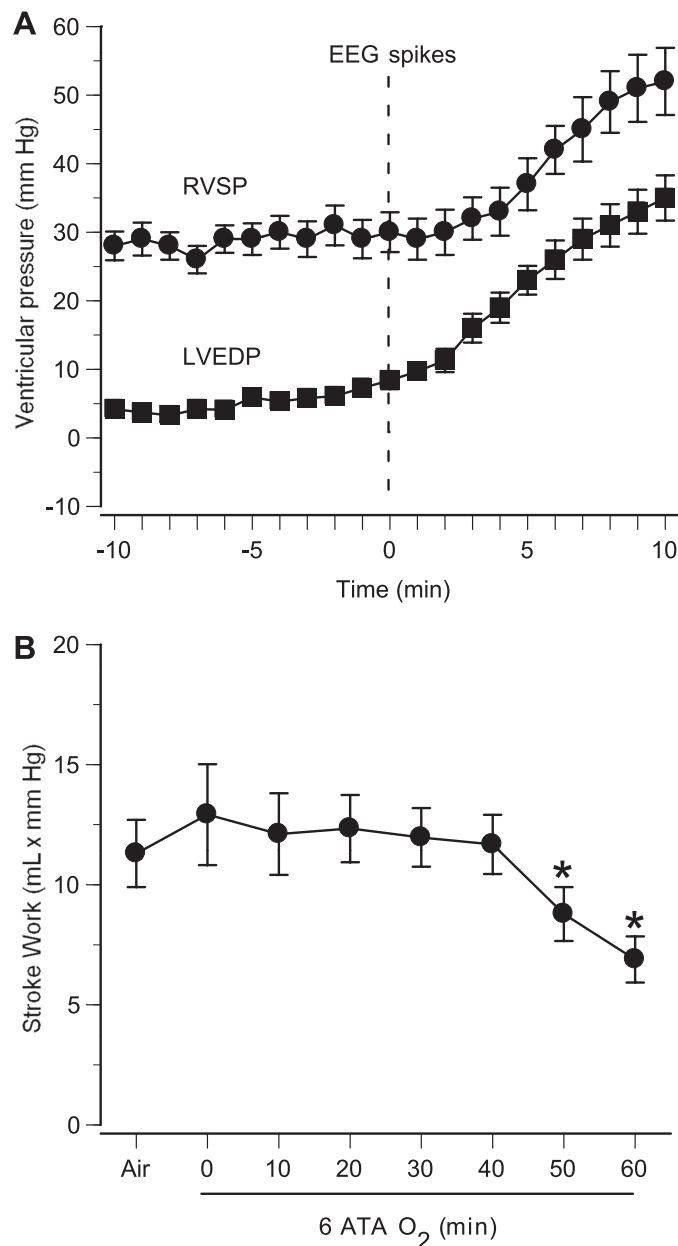 A
60
EEG spikes
50
40
RVSP
30
20
LVEDP
10
0
-10
Ventricular pressure (mm Hg)
-10 -5 0 5 10
Time (min)
B
20
15
10
* *
5
0
Stroke Work (mL x mm Hg)
Air 0 10 20 30 40 50 60
6 ATA O2 (min)